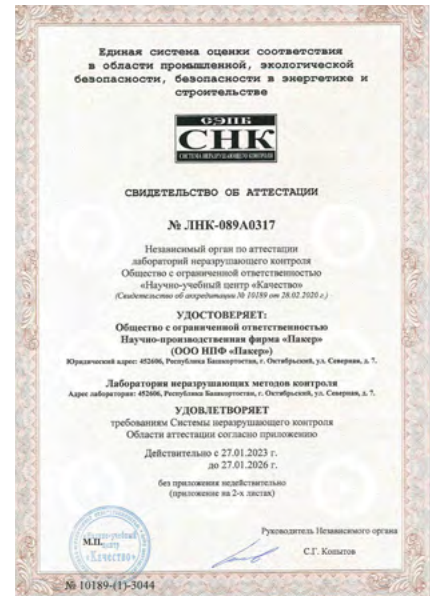 Единая система оценки соответствия
в области промышленной, экологической
безопасности, безопасности в энергетике и
строительстве
СЭПБ
СНК
СИСТЕМА НЕРАЗРУШАЮЩЕГО КОНТРОЛЯ
СВИДЕТЕЛЬСТВО ОБ АТТЕСТАЦИИ
№ ЛНК-089А0317
Независимый орган по аттестации
лабораторий неразрушающего контроля
Общество с ограниченной ответственностью
«Научно-учебный центр «Качество»
(Свидетельство об аккредитации № 10189 от 28.02.2020 г.)
УДОСТОВЕРЯЕТ:
Общество с ограниченной ответственностью
Научно-производственная фирма «Пакер»
(ООО НПФ «Пакер»)
Юридический адрес: 452606, Республика Башкортостан, г. Октябрьский, ул. Северная, д. 7.
Лаборатория неразрушающих методов контроля
Адрес лаборатории: 452606, Республика Башкортостан, г. Октябрьский, ул. Северная, д. 7.
УДОВЛЕТВОРЯЕТ
требованиям Системы неразрушающего контроля
Области аттестации согласно приложению
Действительно с 27.01.2023 г.
до 27.01.2026 г.
без приложения недействительно
(приложение на 2-х листах)
Руководитель Независимого органа
М.П.
С.Г. Копытов
центр
«Качество»
№ 10189-(1)-3044